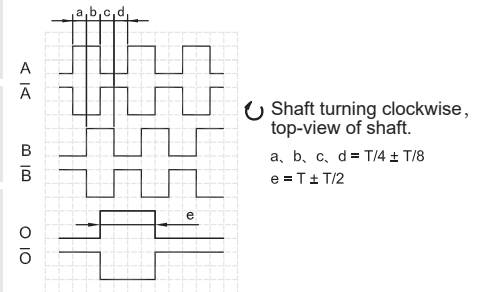 a b c d
A
A̅
B
B̅
e
O
O̅
Shaft turning clockwise，
top-view of shaft.
a、b、c、d = T/4 ± T/8
e = T ± T/2